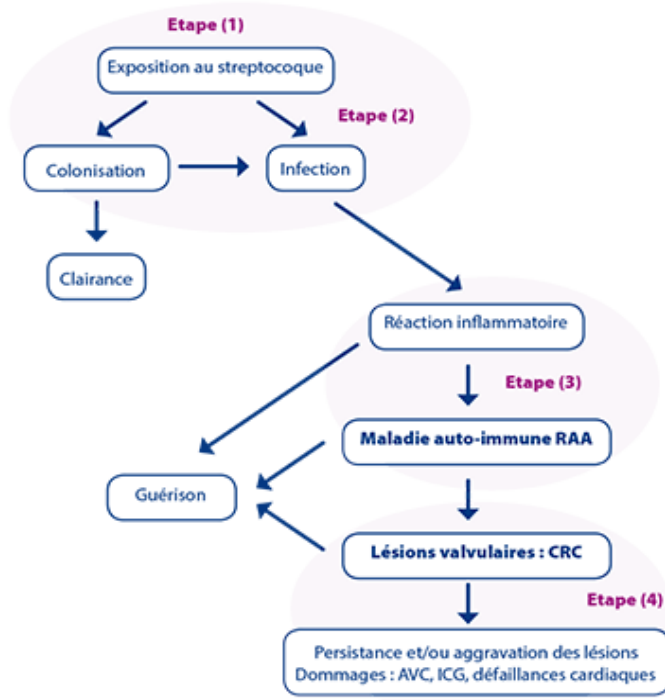 Etape (1)
Exposition au streptocoque
Etape (2)
Colonisation
Infection
Clairance
Réaction inflammatoire
Etape (3)
Maladie auto-immune RAA
Guérison
Lésions valvulaires : CRC
Etape (4)
Persistance et/ou aggravation des lésions
Dommages : AVC, ICG, défaillances cardiaques